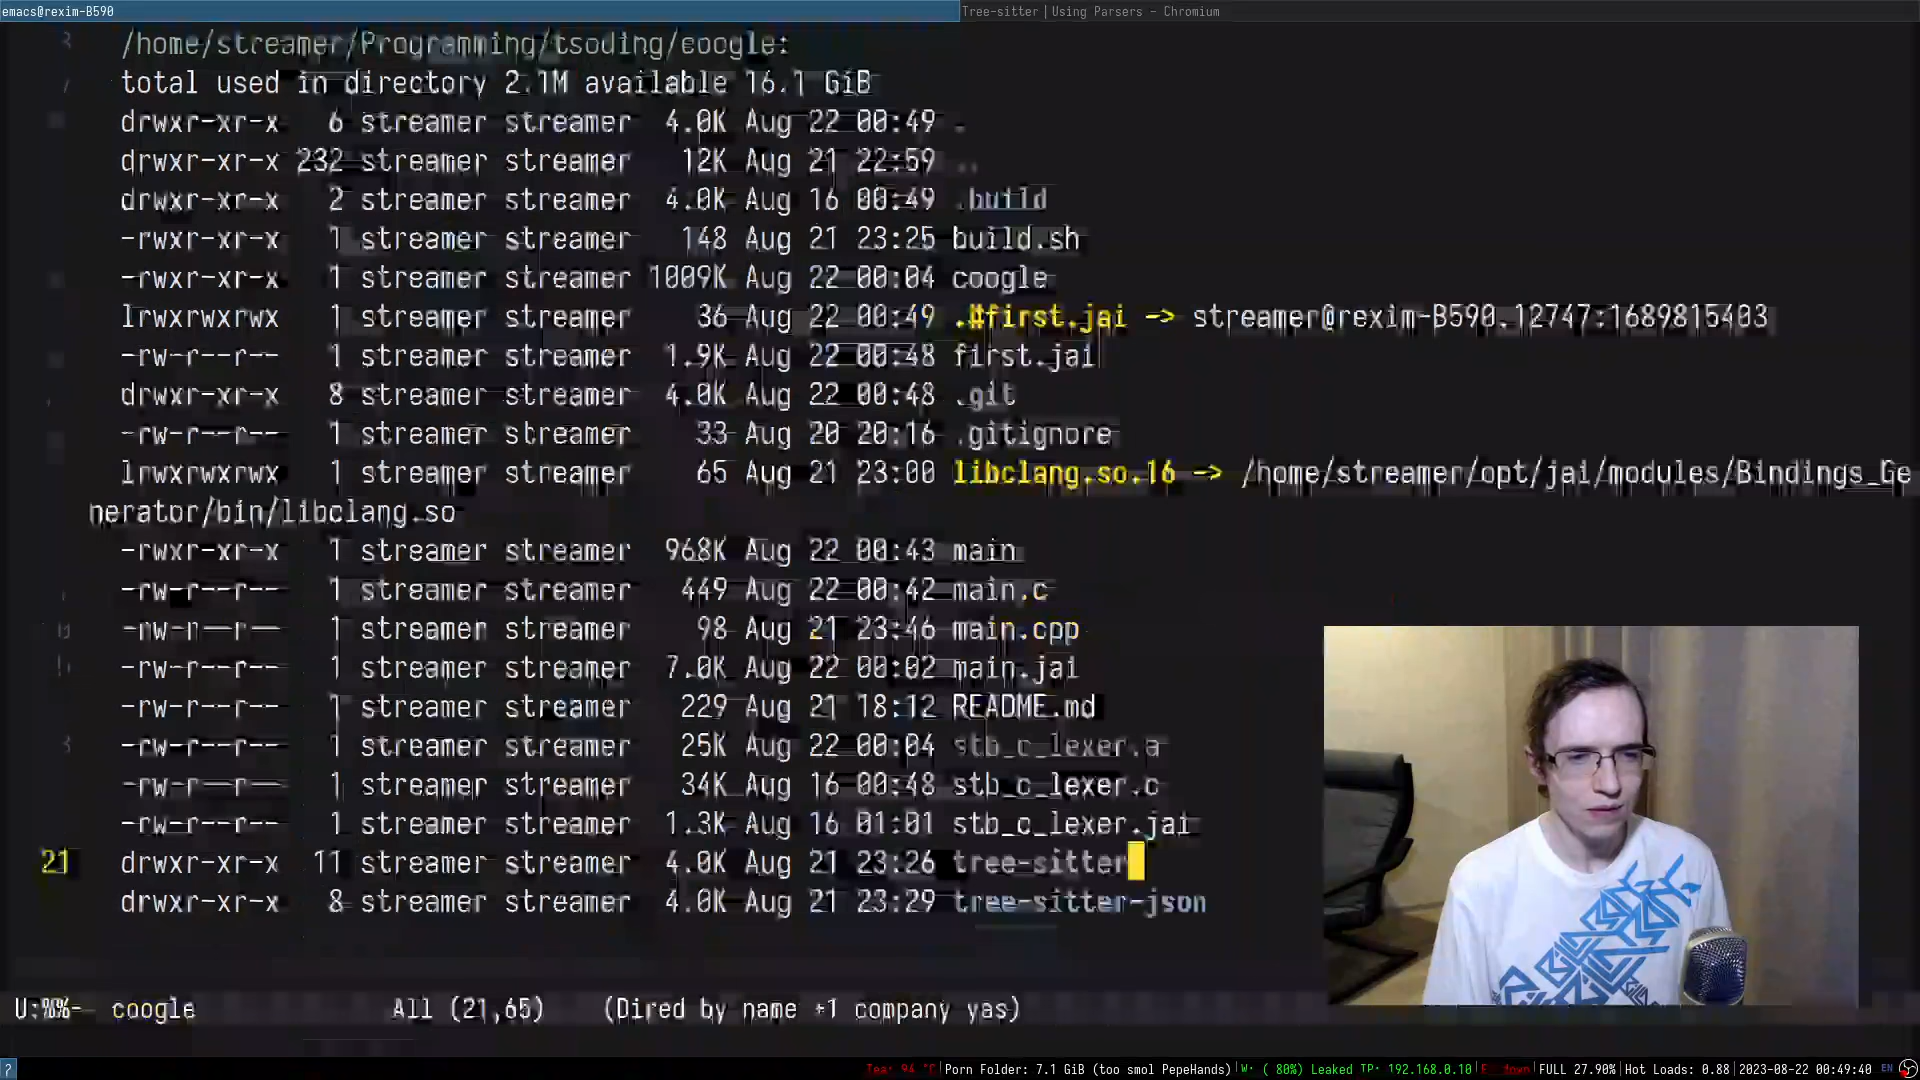 emacs@rexim-B590
Tree-sitter | Using Parsers - Chromium
/home/streamer/Programming/tsoding/coogle:
total used in directory 2.1M available 16.1 GiB
drwxr-xr-x 6 streamer streamer 4.0K Aug 22 00:49 .
drwxr-xr-x 232 streamer streamer 12K Aug 21 22:59 ..
drwxr-xr-x 2 streamer streamer 4.0K Aug 16 00:49 .build
-rwxr-xr-x 1 streamer streamer 148 Aug 21 23:25 build.sh
-rwxr-xr-x 1 streamer streamer 1009K Aug 22 00:04 coogle
lrwxrwxrwx 1 streamer streamer 36 Aug 22 00:49 .#first.jai -> streamer@rexim-B590.12747:1689815403
-rw-r--r-- 1 streamer streamer 1.9K Aug 22 00:48 first.jai
drwxr-xr-x 8 streamer streamer 4.0K Aug 22 00:48 .git
-rw-r--r-- 1 streamer streamer 33 Aug 20 20:16 .gitignore
lrwxrwxrwx 1 streamer streamer 65 Aug 21 23:00 libclang.so.16 -> /home/streamer/opt/jai/modules/Bindings_Ge
nerator/bin/libclang.so
-rwxr-xr-x 1 streamer streamer 968K Aug 22 00:43 main
-rw-r--r-- 1 streamer streamer 449 Aug 22 00:42 main.c
-rw-r--r-- 1 streamer streamer 98 Aug 21 23:46 main.cpp
-rw-r--r-- 1 streamer streamer 7.0K Aug 22 00:02 main.jai
-rw-r--r-- 1 streamer streamer 229 Aug 21 18:12 README.md
-rw-r--r-- 1 streamer streamer 25K Aug 22 00:04 stb_c_lexer.a
-rw-r--r-- 1 streamer streamer 34K Aug 16 00:48 stb_c_lexer.c
-rw-r--r-- 1 streamer streamer 1.3K Aug 16 01:01 stb_c_lexer.jai
21 drwxr-xr-x 11 streamer streamer 4.0K Aug 21 23:26 tree-sitter
drwxr-xr-x 8 streamer streamer 4.0K Aug 21 23:29 tree-sitter-json
U:%%- coogle All (21,65) (Dired by name +1 company yas)
? Tea: 94 °C | Porn Folder: 7.1 GiB (too smol PepeHands) | W: ( 80%) Leaked IP: 192.168.0.10 | E: down | FULL 27.90% | Hot Loads: 0.88 | 2023-08-22 00:49:40 EN